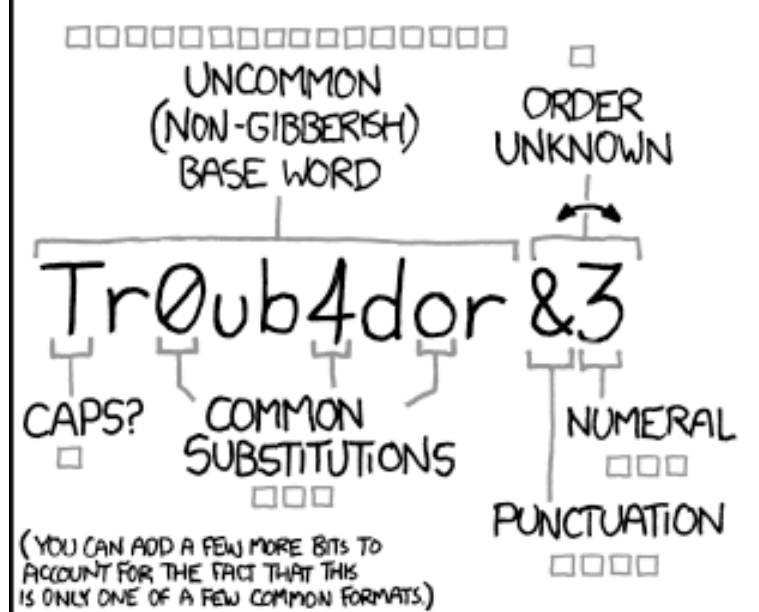 UNCOMMON
(NON-GIBBERISH)
BASE WORD
ORDER
UNKNOWN
Tr0ub4dor &3
CAPS?
COMMON
SUBSTITUTIONS
NUMERAL
PUNCTUATION
(YOU CAN ADD A FEW MORE BITS TO
ACCOUNT FOR THE FACT THAT THIS
IS ONLY ONE OF A FEW COMMON FORMATS.)